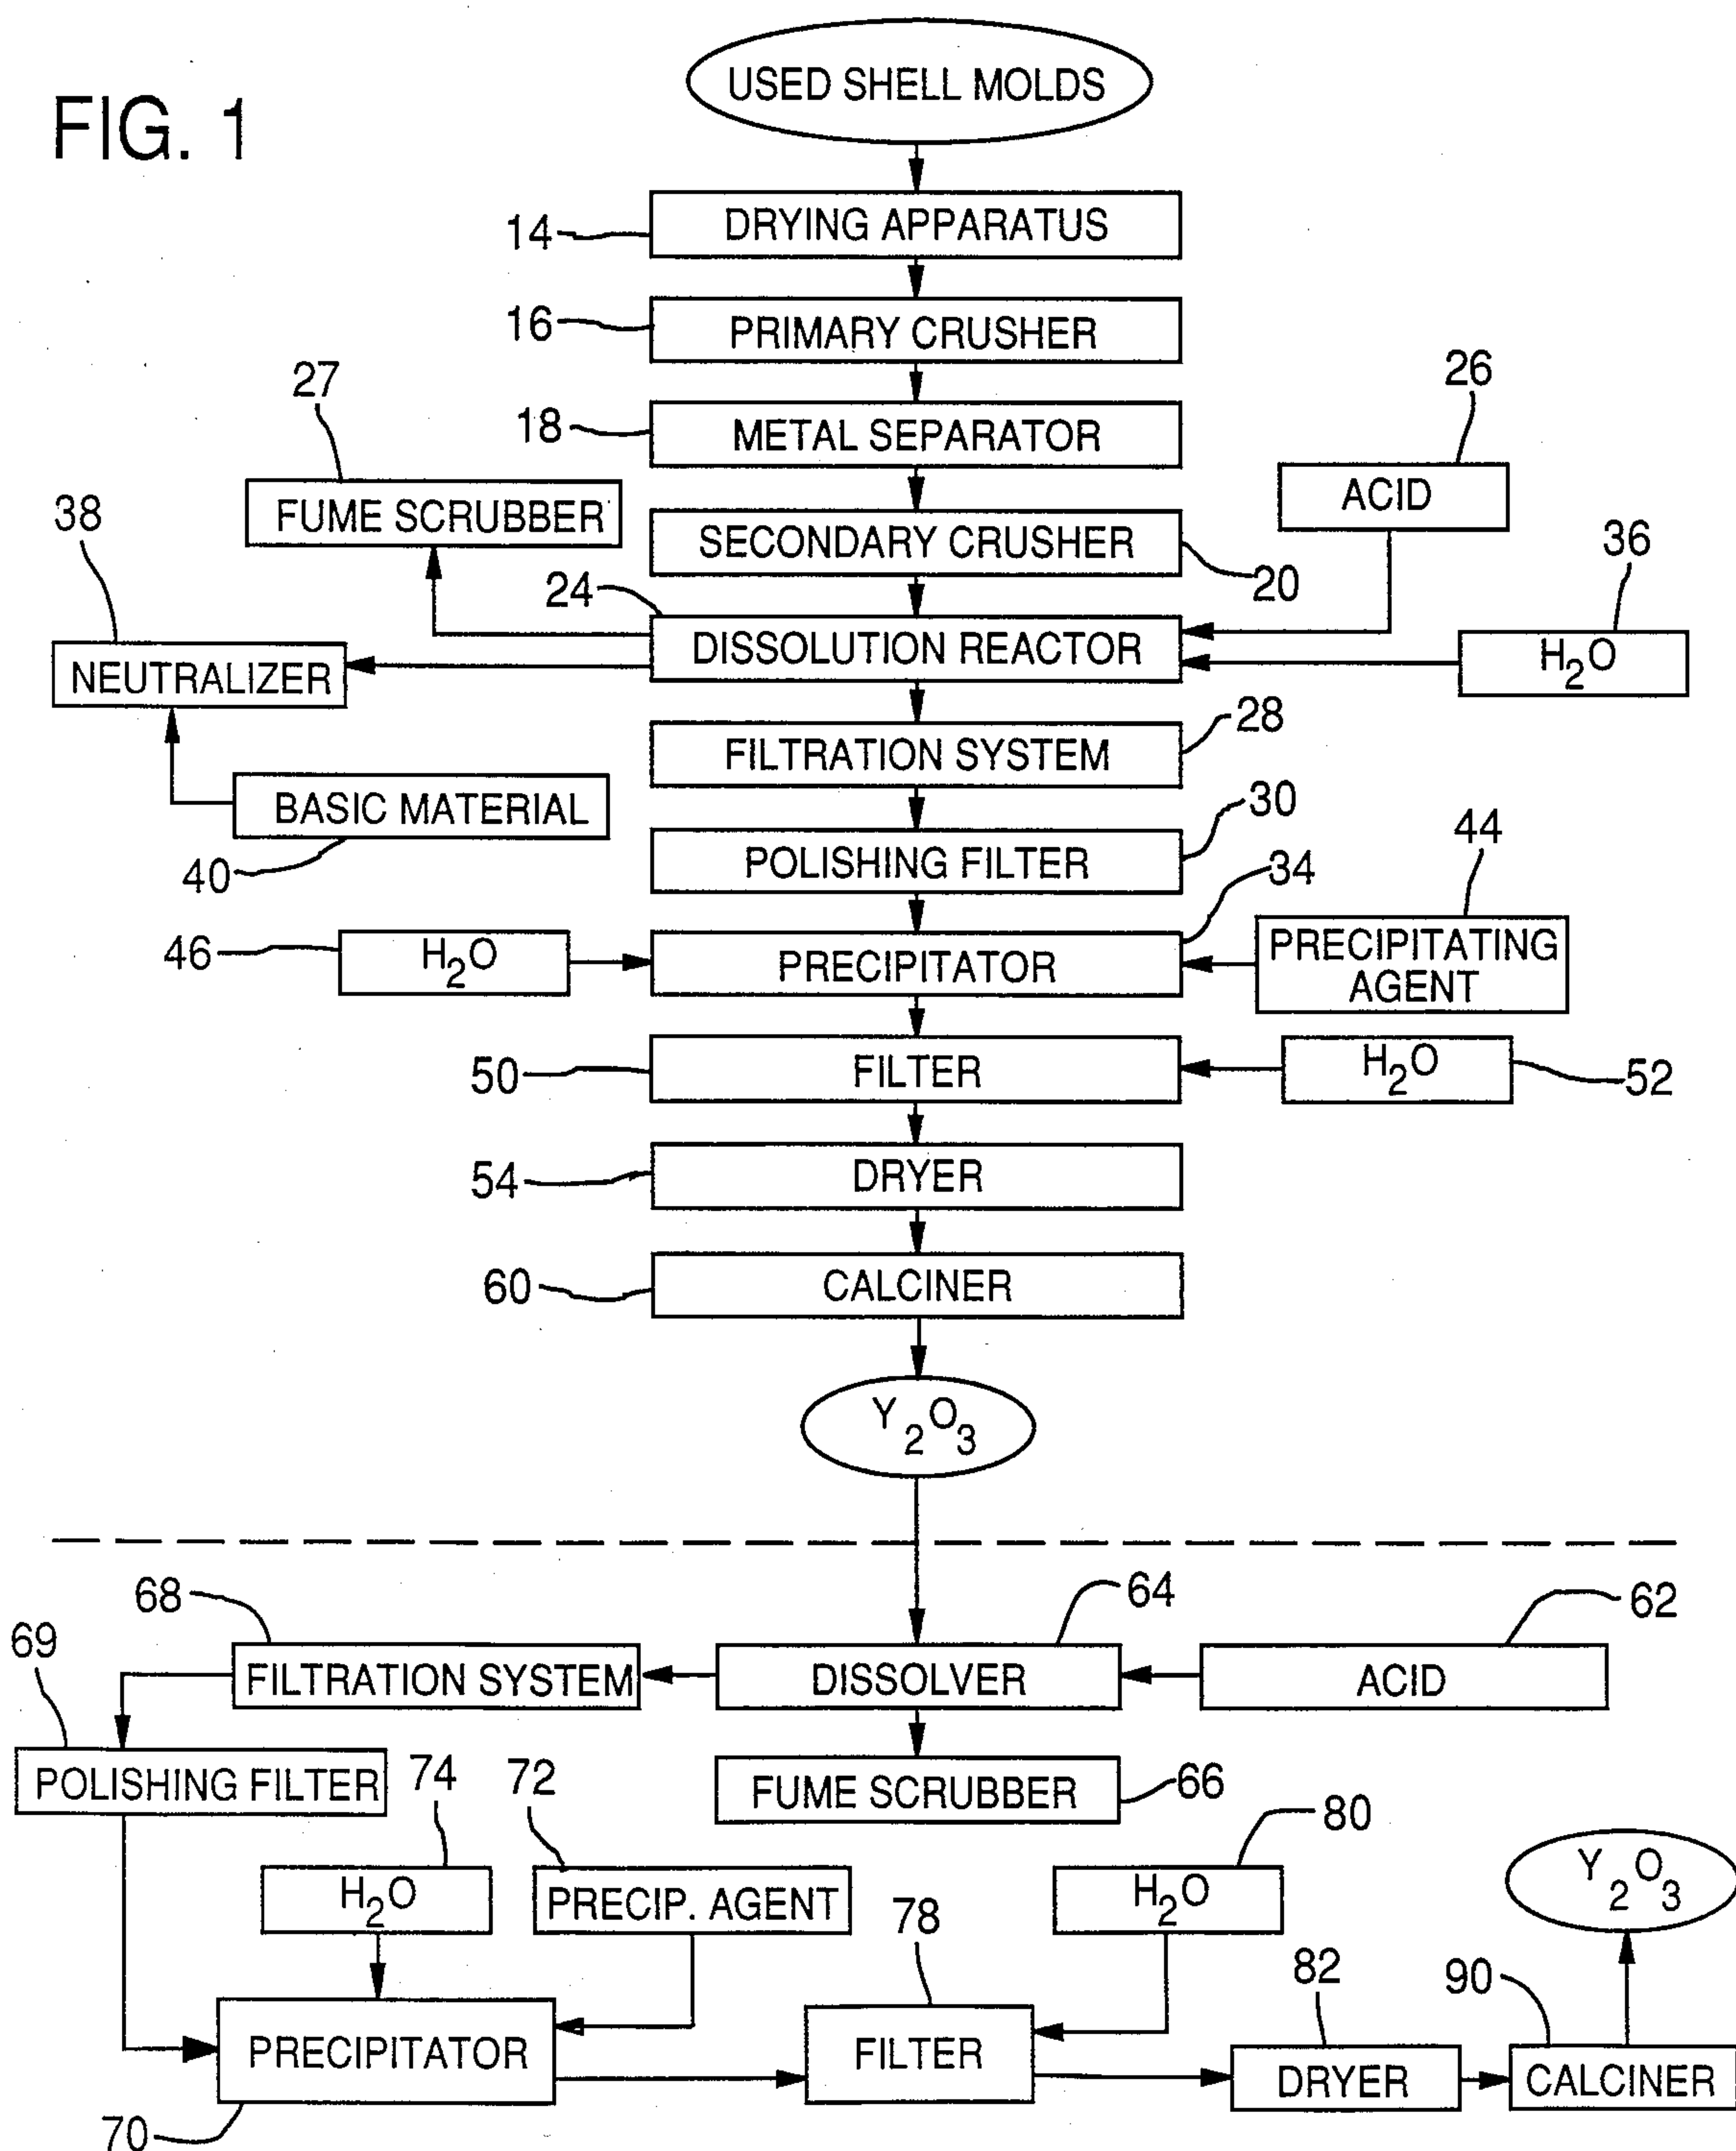 FIG. 1
USED SHELL MOLDS
14
DRYING APPARATUS
16
PRIMARY CRUSHER
27
26
18
METAL SEPARATOR
ACID
FUME SCRUBBER
38
SECONDARY CRUSHER
36
20
24
DISSOLUTION REACTOR
H2O
NEUTRALIZER
28
FILTRATION SYSTEM
BASIC MATERIAL
30
44
POLISHING FILTER
40
34
46
H2O
PRECIPITATOR
PRECIPITATING
AGENT
50
FILTER
H2O
52
54
DRYER
60
CALCINER
Y2O3
68
64
62
69
FILTRATION SYSTEM
DISSOLVER
ACID
POLISHING FILTER
74
72
FUME SCRUBBER
66
80
H2O
PRECIP. AGENT
78
H2O
Y2O3
82
90
PRECIPITATOR
FILTER
DRYER
CALCINER
70